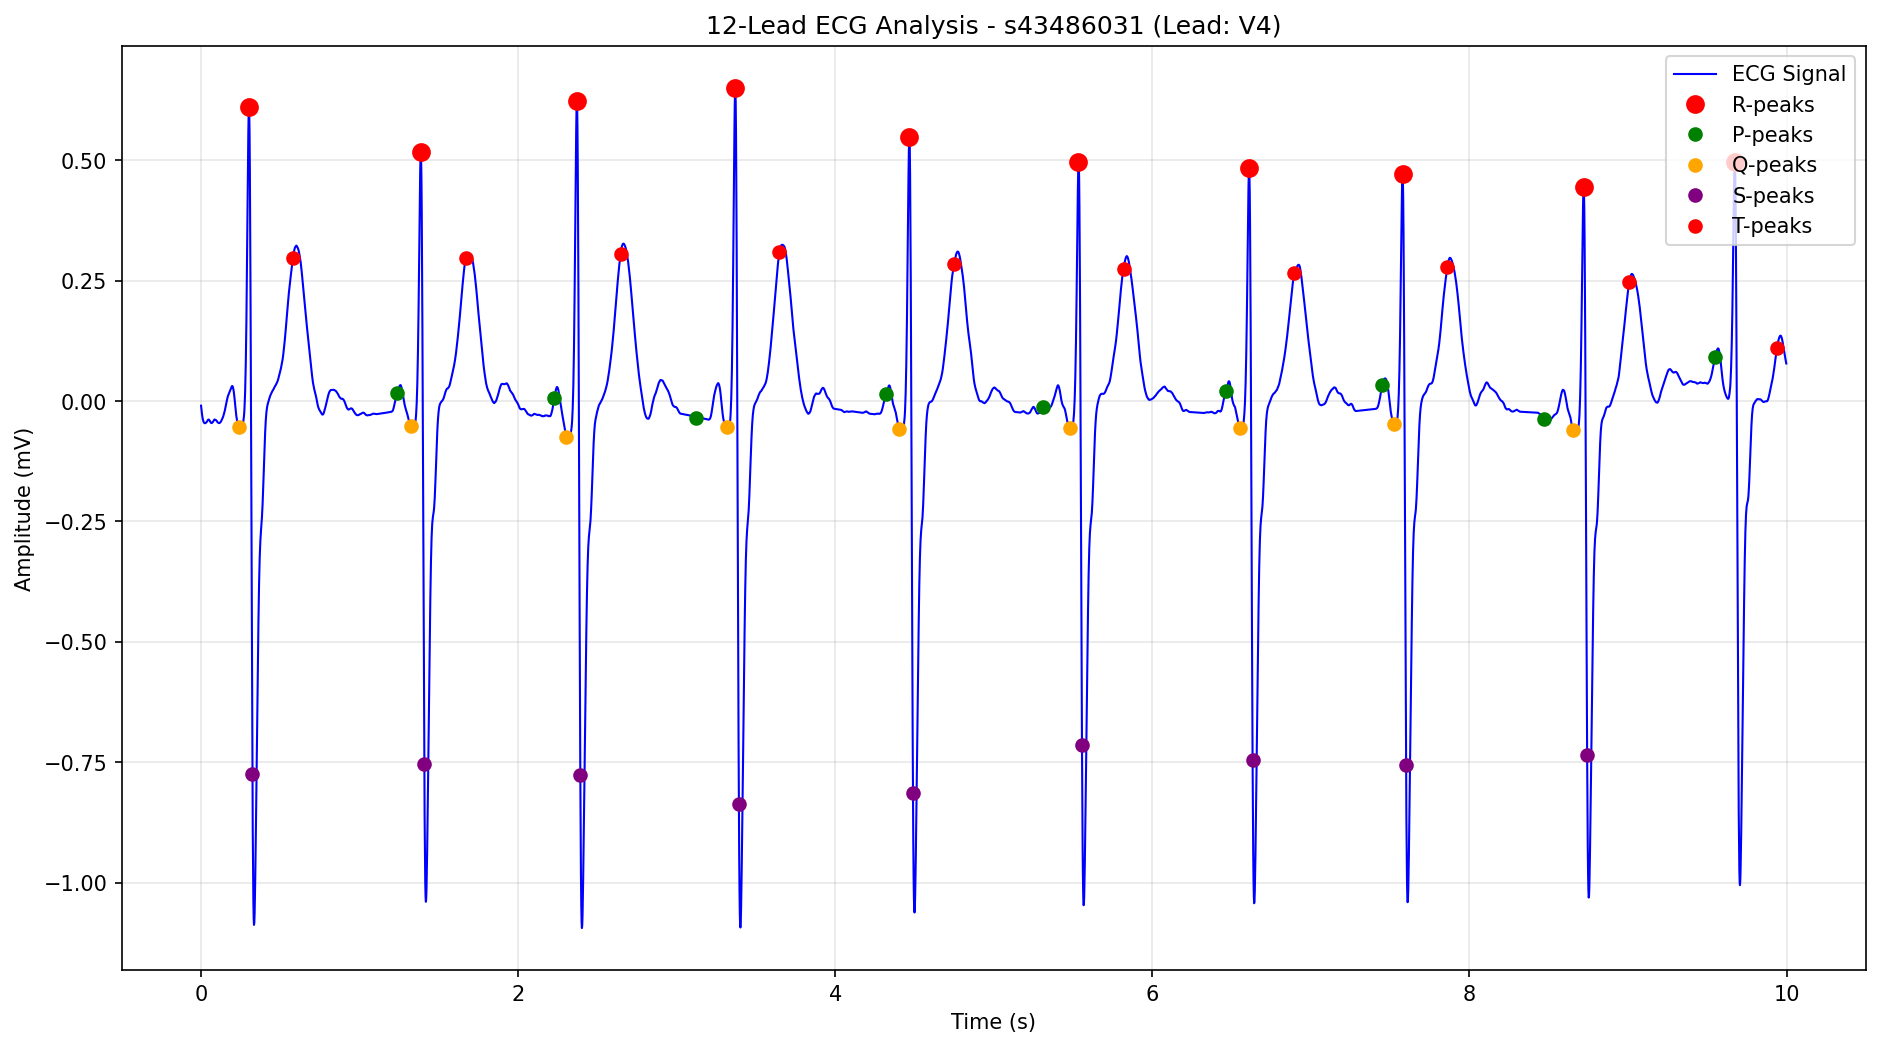 12-Lead ECG Analysis - s43486031 (Lead: V4)
ECG Signal
R-peaks
P-peaks
Q-peaks
S-peaks
T-peaks
Amplitude (mV)
0.50
0.25
0.00
−0.25
−0.50
−0.75
−1.00
0
2
4
6
8
10
Time (s)